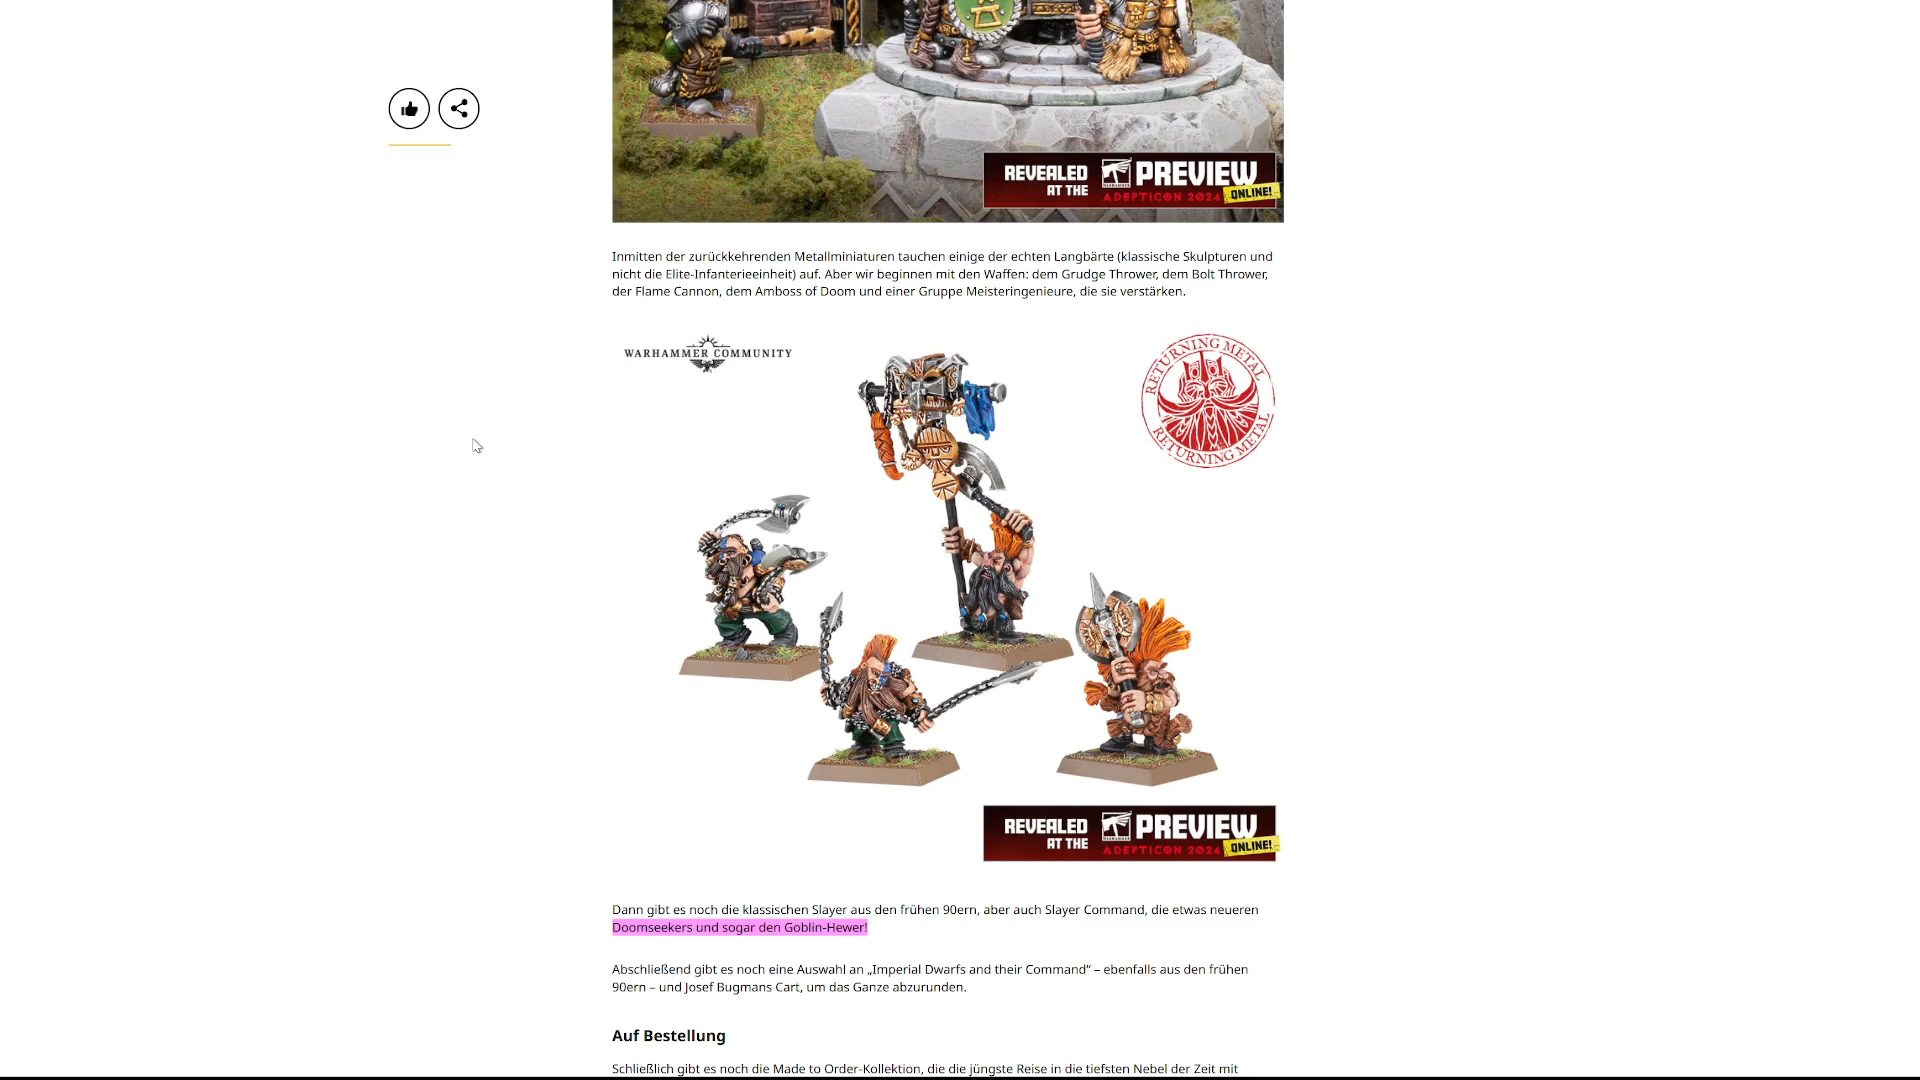 REVEALED
AT THE
PREVIEW
ADEPTICON 2024
ONLINE!
Inmitten der zurückkehrenden Metallminiaturen tauchen einige der echten Langbärte (klassische Skulpturen und
nicht die Elite-Infanterieeinheit) auf. Aber wir beginnen mit den Waffen: dem Grudge Thrower, dem Bolt Thrower,
der Flame Cannon, dem Amboss of Doom und einer Gruppe Meisteringenieure, die sie verstärken.
WARHAMMER COMMUNITY
RETURNING METAL
RETURNING METAL
REVEALED
AT THE
PREVIEW
ADEPTICON 2024
ONLINE!
Dann gibt es noch die klassischen Slayer aus den frühen 90ern, aber auch Slayer Command, die etwas neueren
Doomseekers und sogar den Goblin-Hewer!
Abschließend gibt es noch eine Auswahl an „Imperial Dwarfs and their Command“ – ebenfalls aus den frühen
90ern – und Josef Bugmans Cart, um das Ganze abzurunden.
Auf Bestellung
Schließlich gibt es noch die Made to Order-Kollektion, die die jüngste Reise in die tiefsten Nebel der Zeit mit